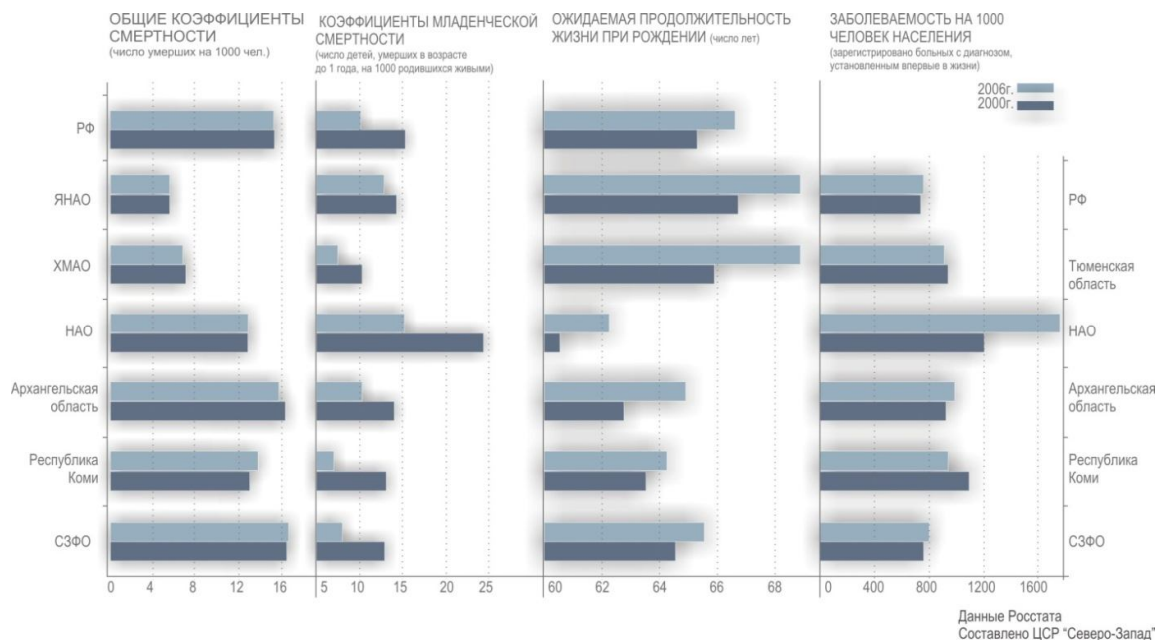 ОБЩИЕ КОЭФФИЦИЕНТЫ
СМЕРТНОСТИ
(число умерших на 1000 чел.)
КОЭФФИЦИЕНТЫ МЛАДЕНЧЕСКОЙ
СМЕРТНОСТИ
(число детей, умерших в возрасте
до 1 года, на 1000 родившихся живыми)
ОЖИДАЕМАЯ ПРОДОЛЖИТЕЛЬНОСТЬ
ЖИЗНИ ПРИ РОЖДЕНИИ (число лет)
ЗАБОЛЕВАЕМОСТЬ НА 1000
ЧЕЛОВЕК НАСЕЛЕНИЯ
(зарегистрировано больных с диагнозом,
установленным впервые в жизни)
2006г.
2000г.
РФ
ЯНАО
ХМАО
НАО
Архангельская
область
Республика
Коми
СЗФО
РФ
Тюменская
область
НАО
Архангельская
область
Республика
Коми
СЗФО
0 4 8 12 16
5 10 15 20 25
60 62 64 66 68
0 400 800 1200 1600
Данные Росстата
Составлено ЦСР "Северо-Запад"